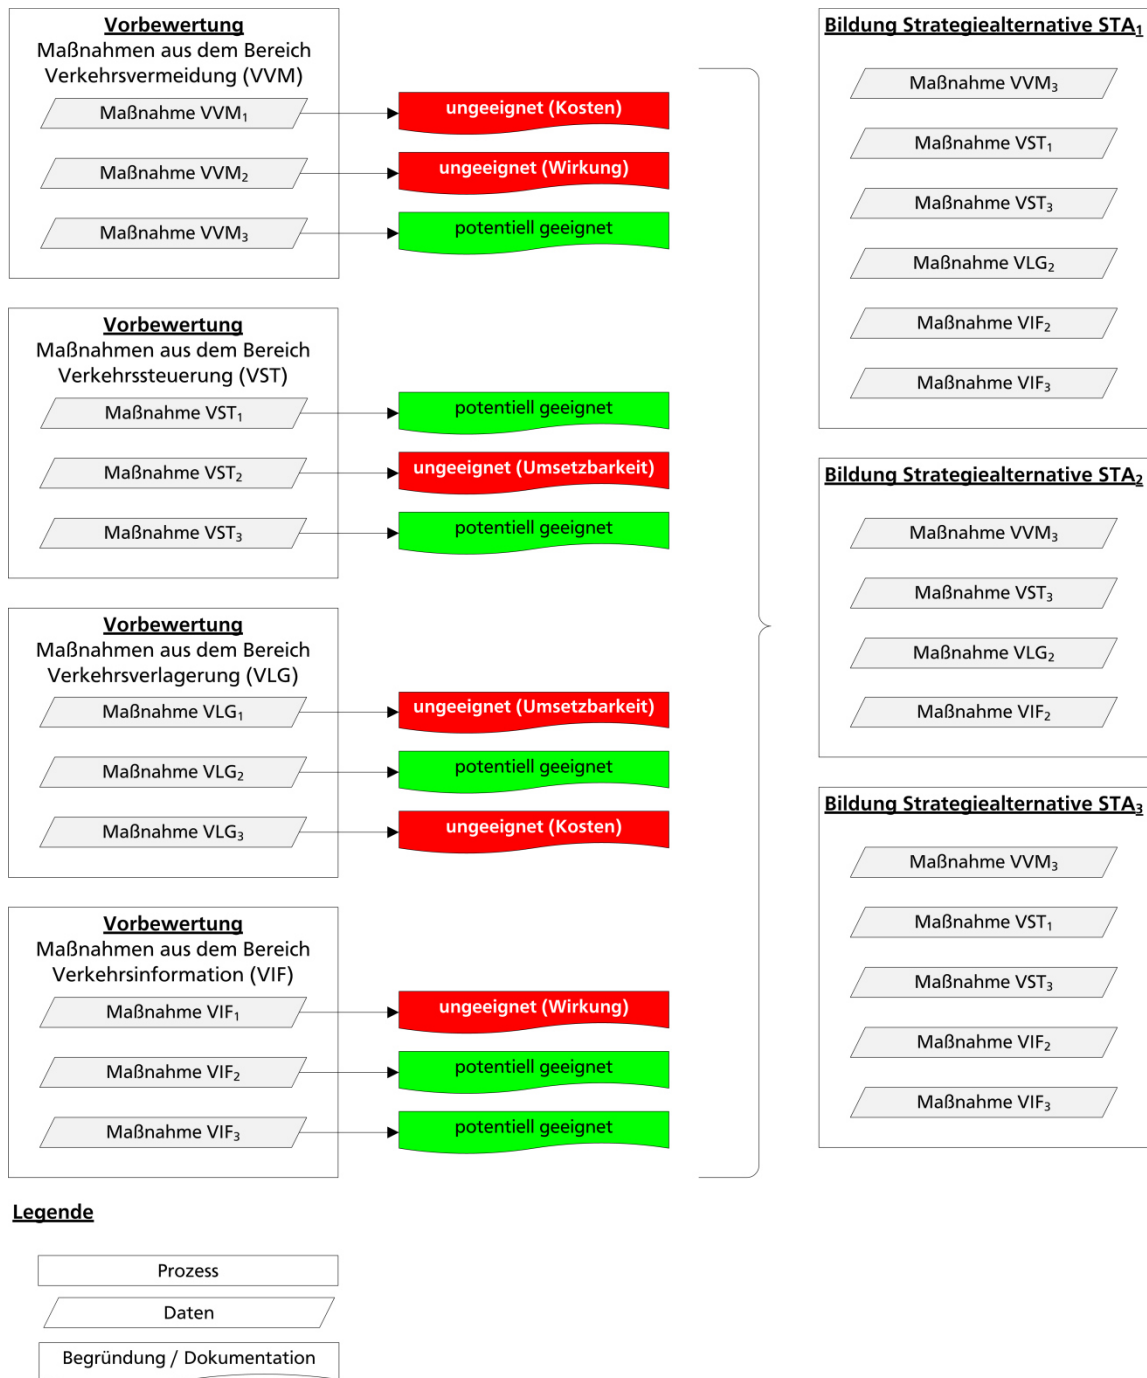 Vorbewertung
Maßnahmen aus dem Bereich
Verkehrsvermeidung (VVM)
Maßnahme VVM₁
ungeeignet (Kosten)
Maßnahme VVM₂
ungeeignet (Wirkung)
Maßnahme VVM₃
potentiell geeignet
Vorbewertung
Maßnahmen aus dem Bereich
Verkehrssteuerung (VST)
Maßnahme VST₁
potentiell geeignet
Maßnahme VST₂
ungeeignet (Umsetzbarkeit)
Maßnahme VST₃
potentiell geeignet
Vorbewertung
Maßnahmen aus dem Bereich
Verkehrsverlagerung (VLG)
Maßnahme VLG₁
ungeeignet (Umsetzbarkeit)
Maßnahme VLG₂
potentiell geeignet
Maßnahme VLG₃
ungeeignet (Kosten)
Vorbewertung
Maßnahmen aus dem Bereich
Verkehrsinformation (VIF)
Maßnahme VIF₁
ungeeignet (Wirkung)
Maßnahme VIF₂
potentiell geeignet
Maßnahme VIF₃
potentiell geeignet
Bildung Strategiealternative STA₁
Maßnahme VVM₃
Maßnahme VST₁
Maßnahme VST₃
Maßnahme VLG₂
Maßnahme VIF₂
Maßnahme VIF₃
Bildung Strategiealternative STA₂
Maßnahme VVM₃
Maßnahme VST₃
Maßnahme VLG₂
Maßnahme VIF₂
Bildung Strategiealternative STA₃
Maßnahme VVM₃
Maßnahme VST₁
Maßnahme VST₃
Maßnahme VIF₂
Maßnahme VIF₃
Legende
Prozess
Daten
Begründung / Dokumentation